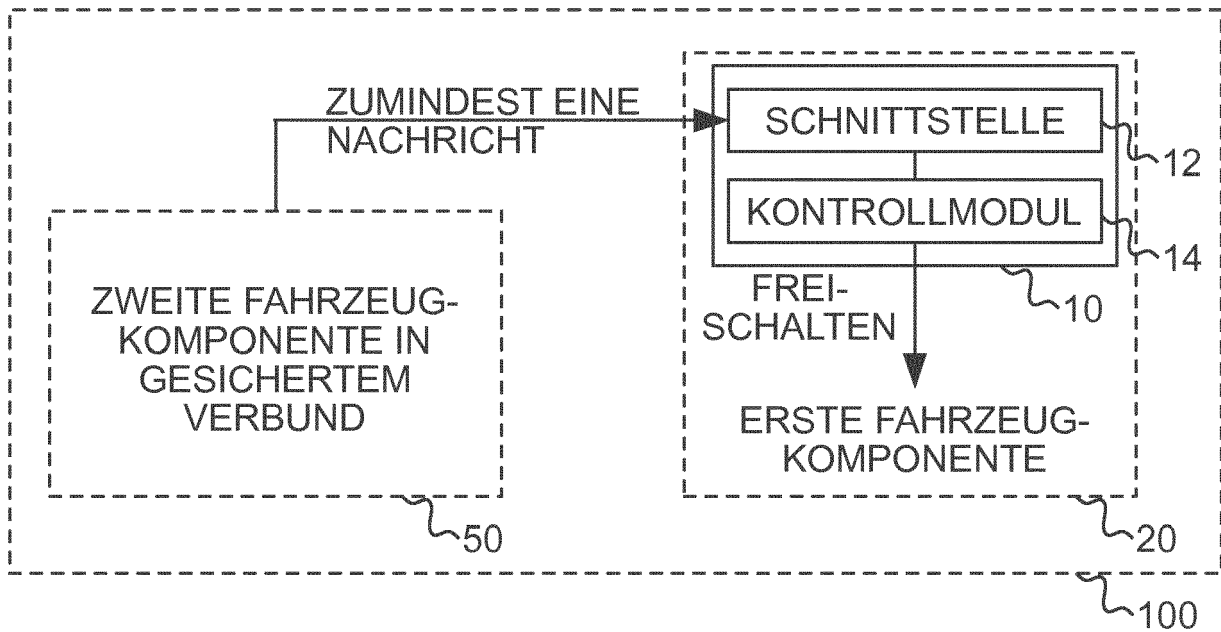 ZUMINDEST EINE
NACHRICHT
SCHNITTSTELLE
12
KONTROLLMODUL
14
10
FREI-
SCHALTEN
ZWEITE FAHRZEUG-
KOMPONENTE IN
GESICHERTEM
VERBUND
ERSTE FAHRZEUG-
KOMPONENTE
50
20
100